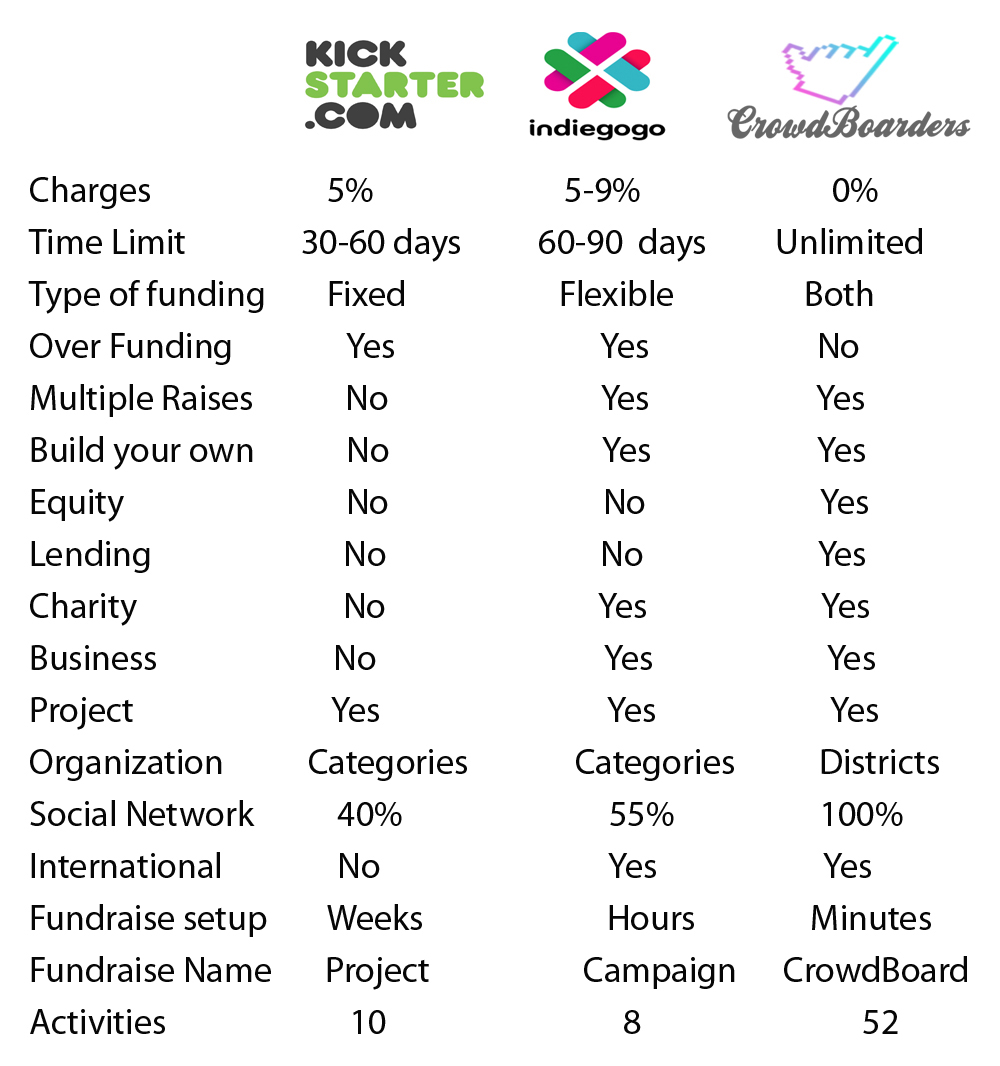 KICK
STARTER
.COM
indiegogo
CrowdBoarders
Charges 5% 5-9% 0%
Time Limit 30-60 days 60-90 days Unlimited
Type of funding Fixed Flexible Both
Over Funding Yes Yes No
Multiple Raises No Yes Yes
Build your own No Yes Yes
Equity No No Yes
Lending No No Yes
Charity No Yes Yes
Business No Yes Yes
Project Yes Yes Yes
Organization Categories Categories Districts
Social Network 40% 55% 100%
International No Yes Yes
Fundraise setup Weeks Hours Minutes
Fundraise Name Project Campaign CrowdBoard
Activities 10 8 52